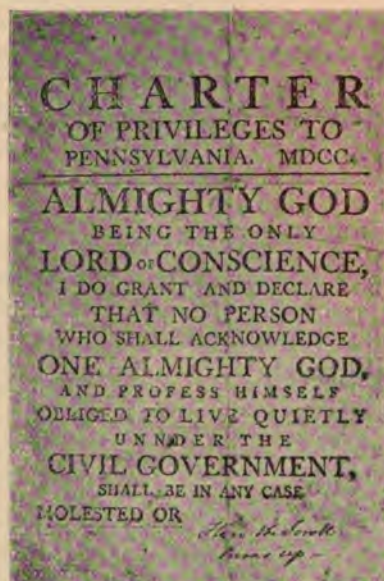 CHARTER
OF PRIVILEGES TO
PENNSYLVANIA. MDCC.
ALMIGHTY GOD
BEING THE ONLY
LORD OF CONSCIENCE,
I DO GRANT AND DECLARE
THAT NO PERSON
WHO SHALL ACKNOWLEDGE
ONE ALMIGHTY GOD,
AND PROFESS HIMSELF
OBLIGED TO LIVE QUIETLY
UNNDER THE
CIVIL GOVERNMENT,
SHALL BE IN ANY CASE
MOLESTED OR
up –